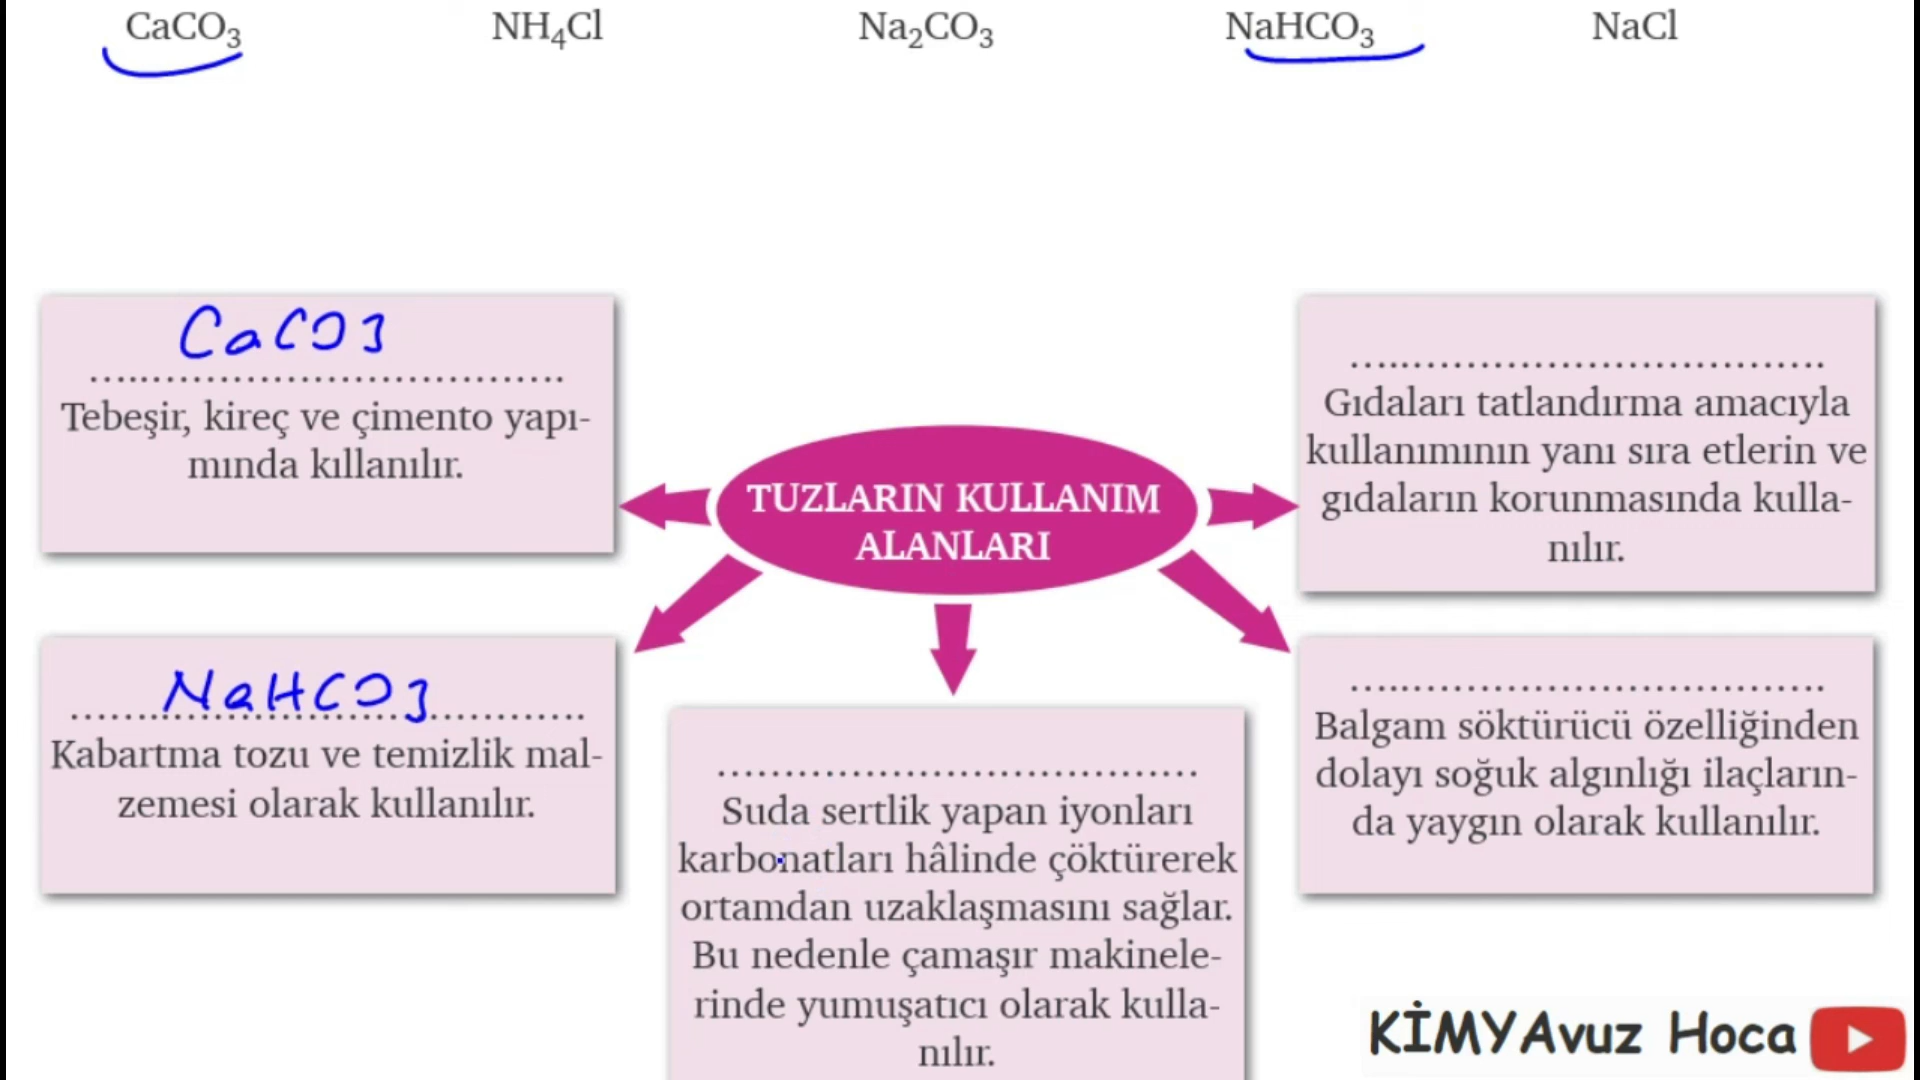 CaCO₃ NH₄Cl Na₂CO₃ NaHCO₃ NaCl
CaCO3
..................................
Tebeşir, kireç ve çimento yapı-
mında kıllanılır.
NaHCO3
..................................
Kabartma tozu ve temizlik mal-
zemesi olarak kullanılır.
TUZLARIN KULLANIM
ALANLARI
..................................
Suda sertlik yapan iyonları
karbonatları hâlinde çöktürerek
ortamdan uzaklaşmasını sağlar.
Bu nedenle çamaşır makinele-
rinde yumuşatıcı olarak kulla-
nılır.
..................................
Gıdaları tatlandırma amacıyla
kullanımının yanı sıra etlerin ve
gıdaların korunmasında kulla-
nılır.
..................................
Balgam söktürücü özelliğinden
dolayı soğuk algınlığı ilaçların-
da yaygın olarak kullanılır.
KİMYAvuz Hoca